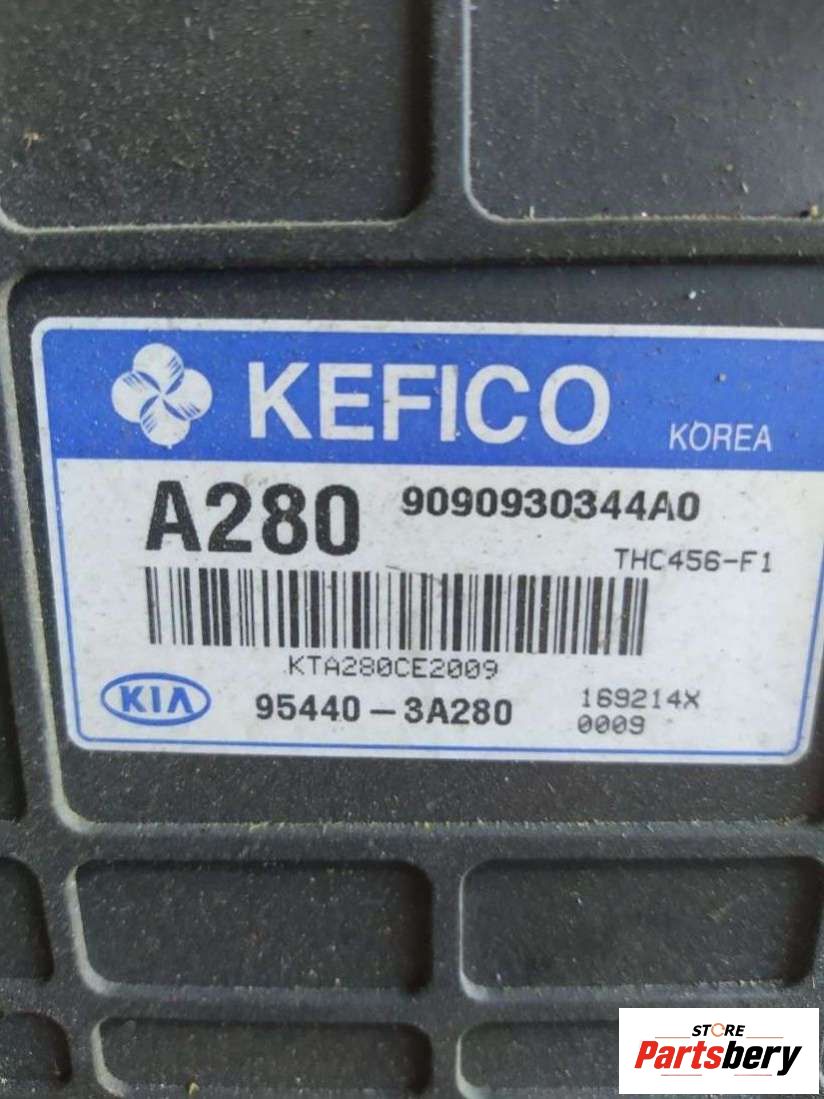 KEFICO KOREA
A280 9090930344A0
THC456-F1
KTA280CE2009
KIA 95440-3A280 169214X
0009
STORE
Partsbery